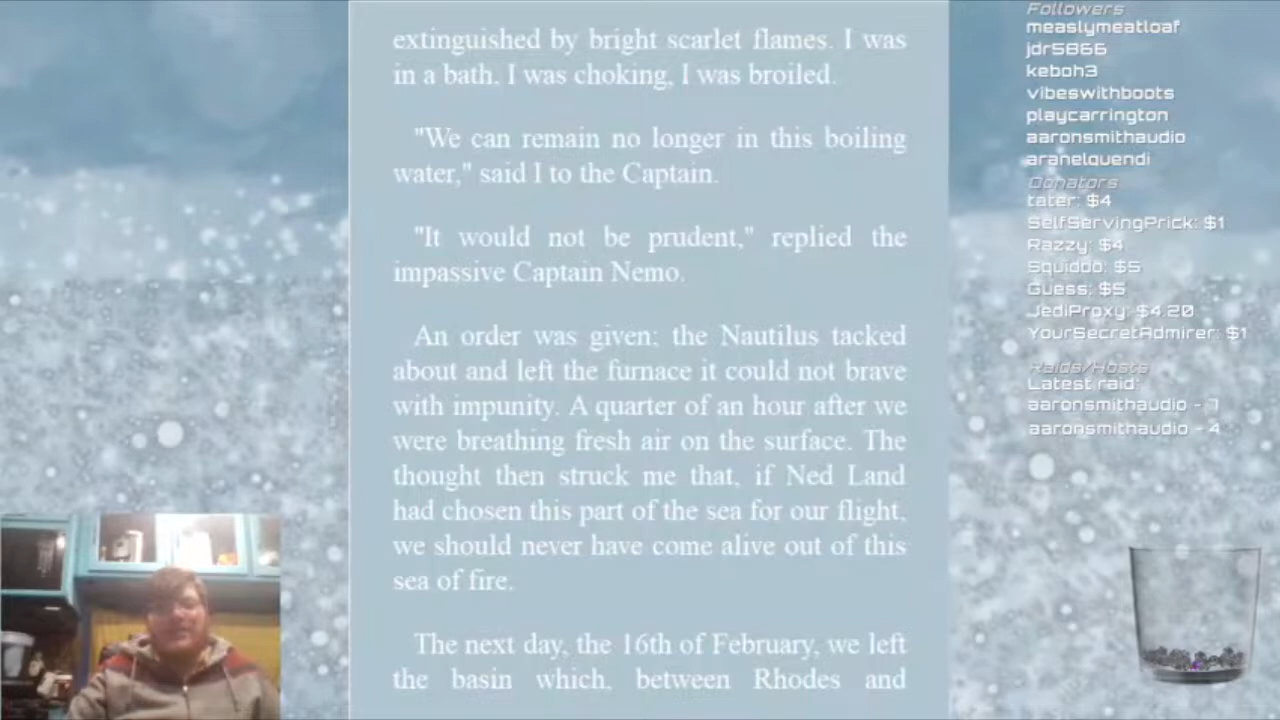 extinguished by bright scarlet flames. I was
in a bath, I was choking, I was broiled.
"We can remain no longer in this boiling
water," said I to the Captain.
"It would not be prudent," replied the
impassive Captain Nemo.
An order was given; the Nautilus tacked
about and left the furnace it could not brave
with impunity. A quarter of an hour after we
were breathing fresh air on the surface. The
thought then struck me that, if Ned Land
had chosen this part of the sea for our flight,
we should never have come alive out of this
sea of fire.
The next day, the 16th of February, we left
the basin which, between Rhodes and
Followers
measlymeatloaf
jdr5866
keboh3
vibeswithboots
playcarrington
aaronsmithaudio
aranelquendi
Donators
tater: $4
SelfServingPrick: $1
Razzy: $4
Squiddo: $5
Guess: $5
JediProxy: $4.20
YourSecretAdmirer: $1
Raids/Hosts
Latest raid:
aaronsmithaudio - 7
aaronsmithaudio - 4